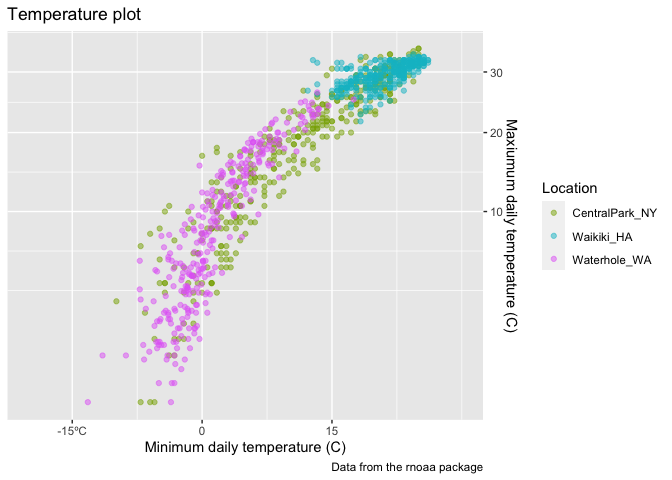 Temperature plot
30
20
10
Maxiumum daily temperature (C)
Location
CentralPark_NY
Waikiki_HA
Waterhole_WA
-15ºC
0
15
Minimum daily temperature (C)
Data from the rnoaa package